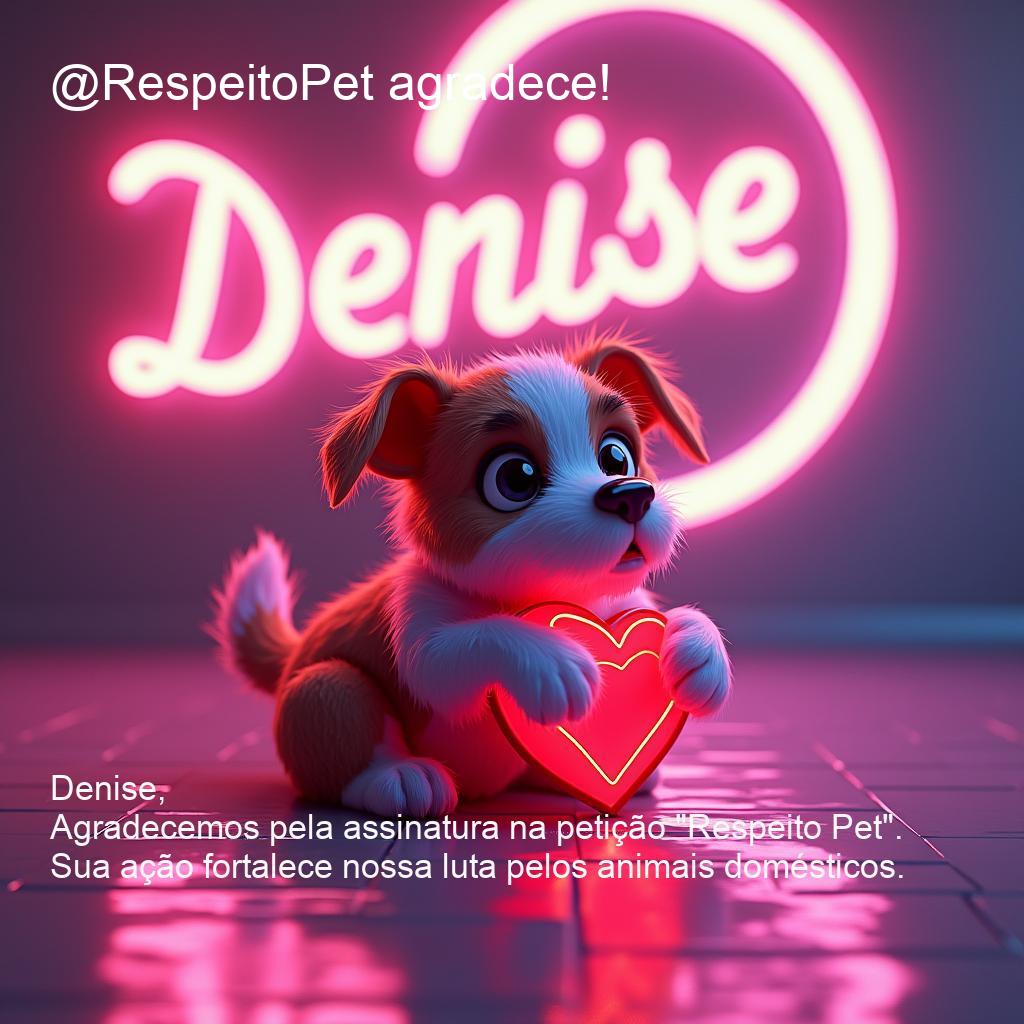 @RespeitoPet agradece!
Denise
Denise,
Agradecemos pela assinatura na petição "Respeito Pet".
Sua ação fortalece nossa luta pelos animais domésticos.